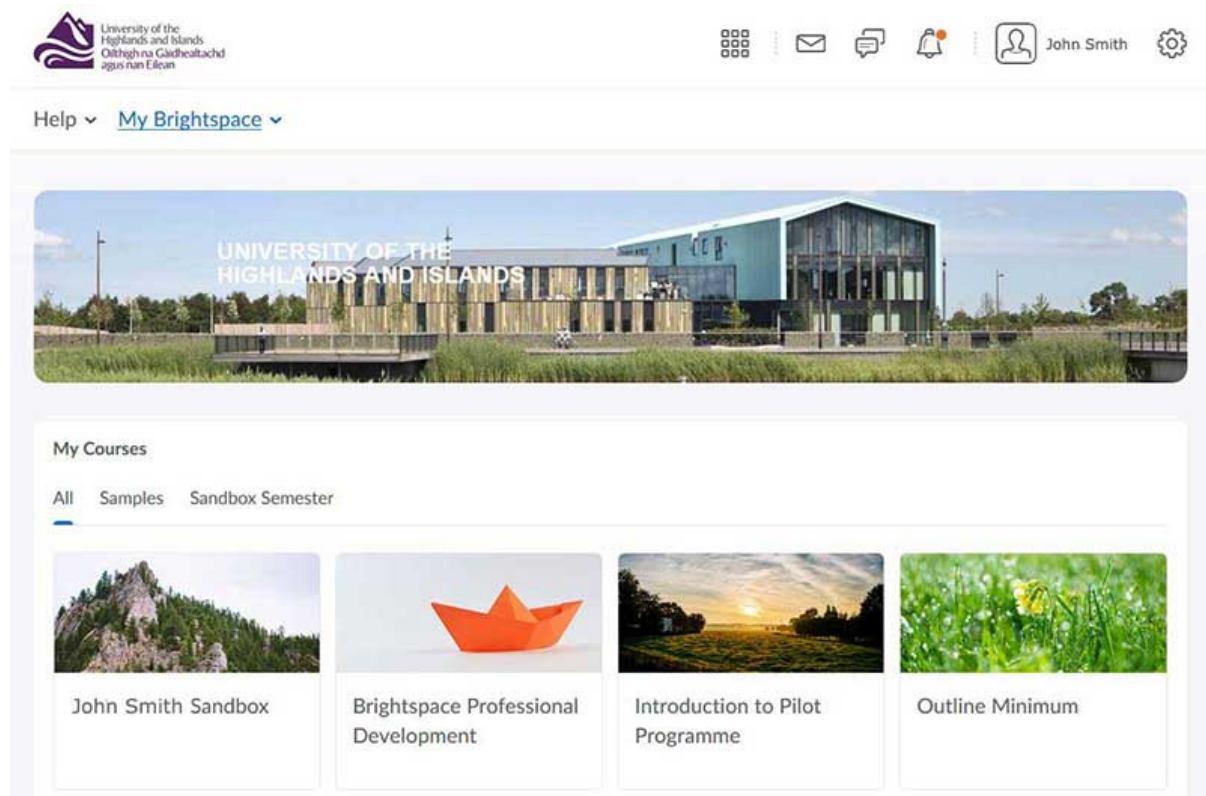 University of the
Highlands and Islands
Oilthigh na Gàidhealtachd
agus nan Eilean
John Smith
Help
My Brightspace
UNIVERSITY OF THE
HIGHLANDS AND ISLANDS
My Courses
All Samples Sandbox Semester
John Smith Sandbox
Brightspace Professional
Development
Introduction to Pilot
Programme
Outline Minimum